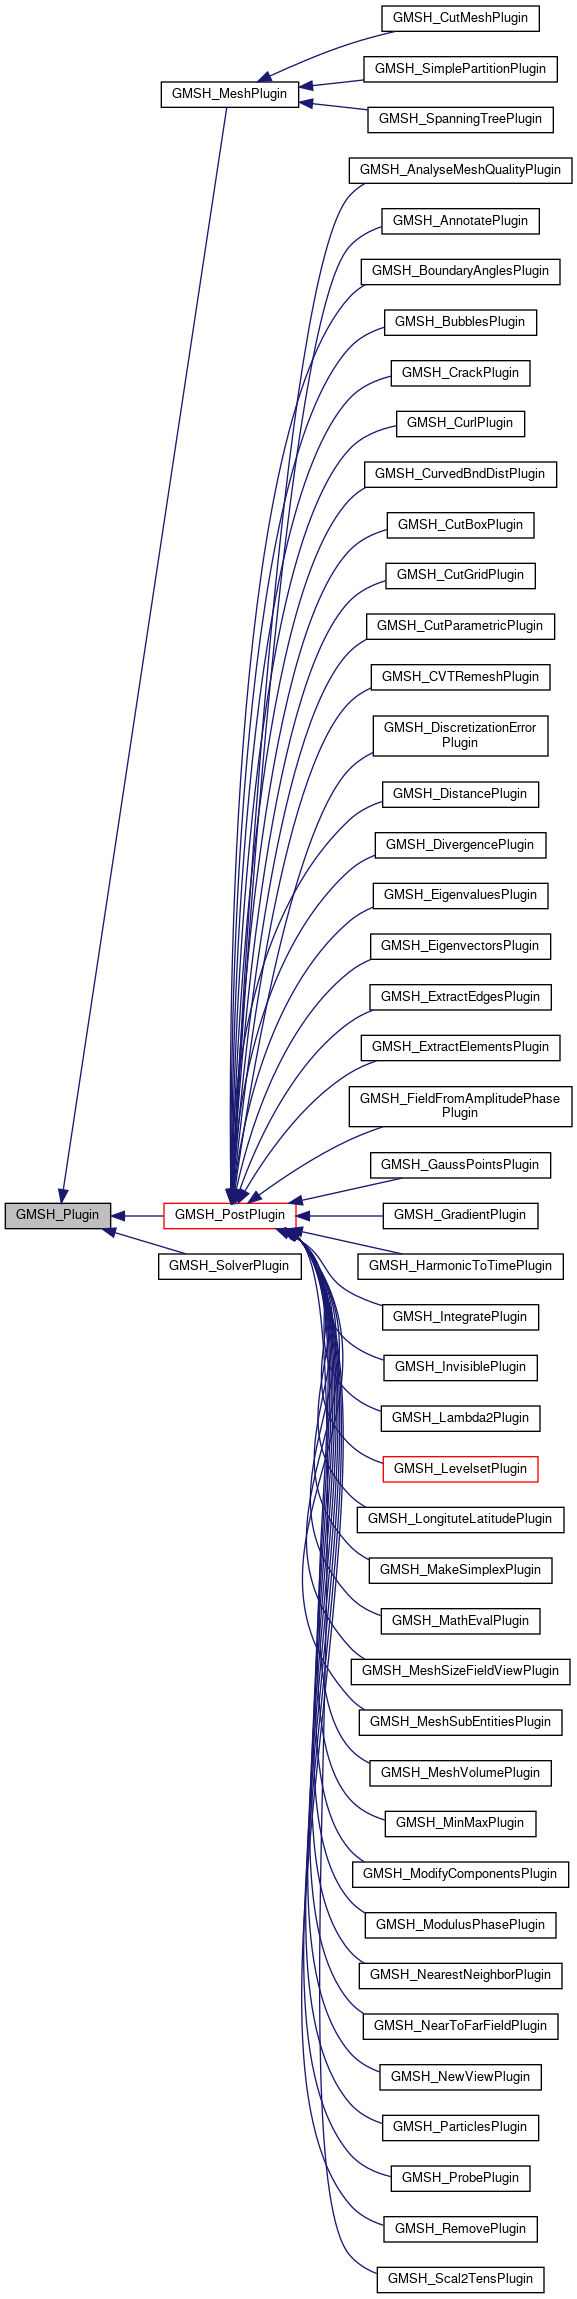 GMSH_CutMeshPlugin
GMSH_SimplePartitionPlugin
GMSH_MeshPlugin
GMSH_SpanningTreePlugin
GMSH_AnalyseMeshQualityPlugin
GMSH_AnnotatePlugin
GMSH_BoundaryAnglesPlugin
GMSH_BubblesPlugin
GMSH_CrackPlugin
GMSH_CurlPlugin
GMSH_CurvedBndDistPlugin
GMSH_CutBoxPlugin
GMSH_CutGridPlugin
GMSH_CutParametricPlugin
GMSH_CVTRemeshPlugin
GMSH_DiscretizationError
Plugin
GMSH_DistancePlugin
GMSH_DivergencePlugin
GMSH_EigenvaluesPlugin
GMSH_EigenvectorsPlugin
GMSH_ExtractEdgesPlugin
GMSH_ExtractElementsPlugin
GMSH_FieldFromAmplitudePhase
Plugin
GMSH_GaussPointsPlugin
GMSH_Plugin
GMSH_PostPlugin
GMSH_GradientPlugin
GMSH_SolverPlugin
GMSH_HarmonicToTimePlugin
GMSH_IntegratePlugin
GMSH_InvisiblePlugin
GMSH_Lambda2Plugin
GMSH_LevelsetPlugin
GMSH_LongituteLatitudePlugin
GMSH_MakeSimplexPlugin
GMSH_MathEvalPlugin
GMSH_MeshSizeFieldViewPlugin
GMSH_MeshSubEntitiesPlugin
GMSH_MeshVolumePlugin
GMSH_MinMaxPlugin
GMSH_ModifyComponentsPlugin
GMSH_ModulusPhasePlugin
GMSH_NearestNeighborPlugin
GMSH_NearToFarFieldPlugin
GMSH_NewViewPlugin
GMSH_ParticlesPlugin
GMSH_ProbePlugin
GMSH_RemovePlugin
GMSH_Scal2TensPlugin